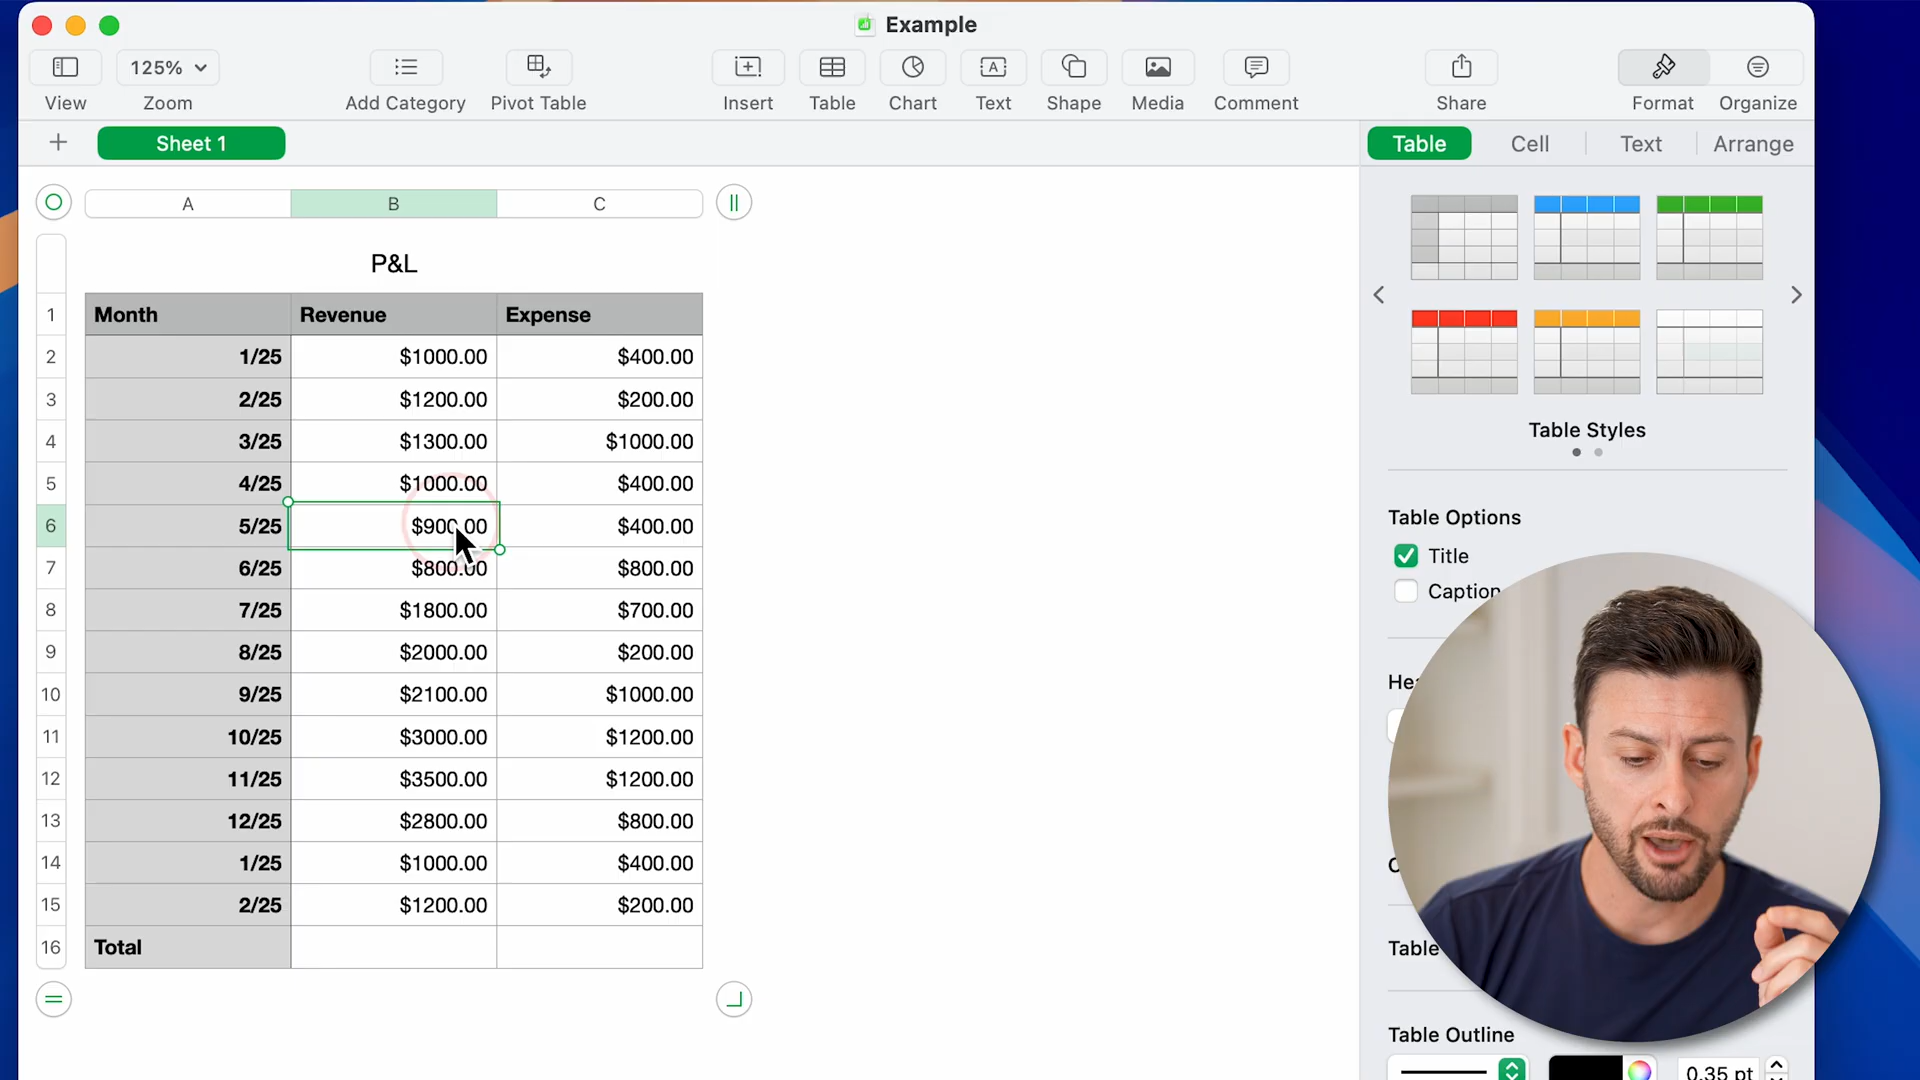 Example
125%
View
Zoom
Add Category
Pivot Table
Insert
Table
Chart
Text
Shape
Media
Comment
Share
Format
Organize
Sheet 1
Table
Cell
Text
Arrange
A B C
P&L
1 Month Revenue Expense
2 1/25 $1000.00 $400.00
3 2/25 $1200.00 $200.00
4 3/25 $1300.00 $1000.00
5 4/25 $1000.00 $400.00
6 5/25 $900.00 $400.00
7 6/25 $800.00 $800.00
8 7/25 $1800.00 $700.00
9 8/25 $2000.00 $200.00
10 9/25 $2100.00 $1000.00
11 10/25 $3000.00 $1200.00
12 11/25 $3500.00 $1200.00
13 12/25 $2800.00 $800.00
14 1/25 $1000.00 $400.00
15 2/25 $1200.00 $200.00
16 Total
Table Styles
Table Options
Title
Caption
Table
Table Outline
0.35 pt